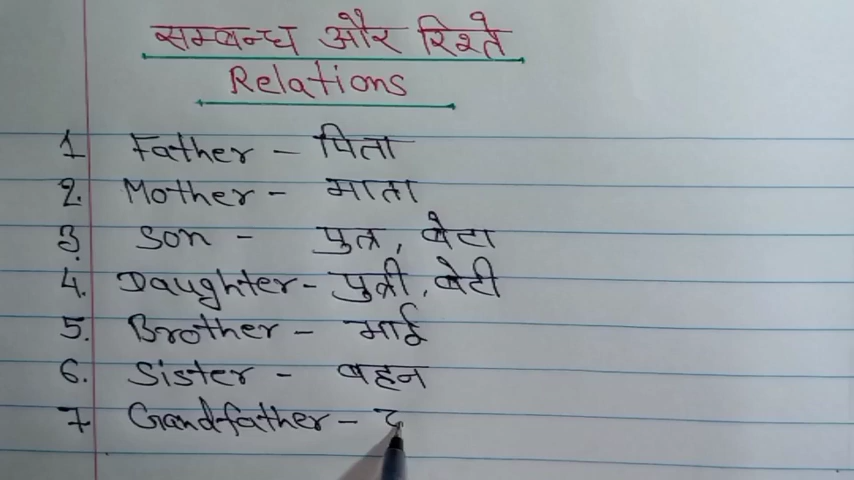 सम्बन्ध और रिश्ते
Relations
1 Father - पिता
2. Mother - माता
3. Son - पुत्र, बेटा
4. Daughter - पुत्री, बेटी
5. Brother - भाई
6. Sister - बहन
7 Grandfather -